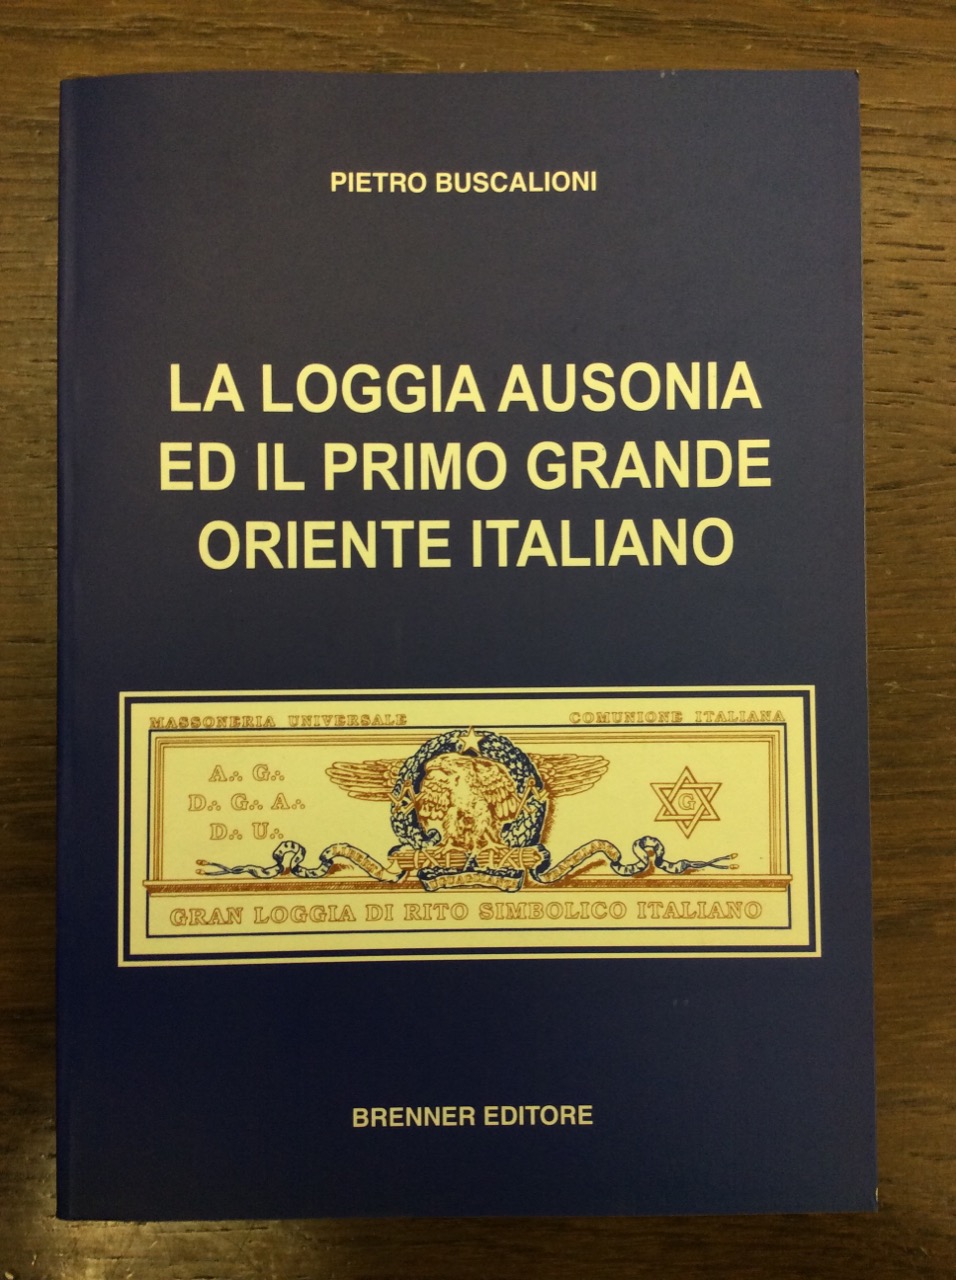 PIETRO BUSCALIONI
LA LOGGIA AUSONIA
ED IL PRIMO GRANDE
ORIENTE ITALIANO
MASSONERIA UNIVERSALE
COMUNIONE ITALIANA
A∴ G∴
D∴ G∴ A∴
D∴ U∴
G
GRAN LOGGIA DI RITO SIMBOLICO ITALIANO
BRENNER EDITORE